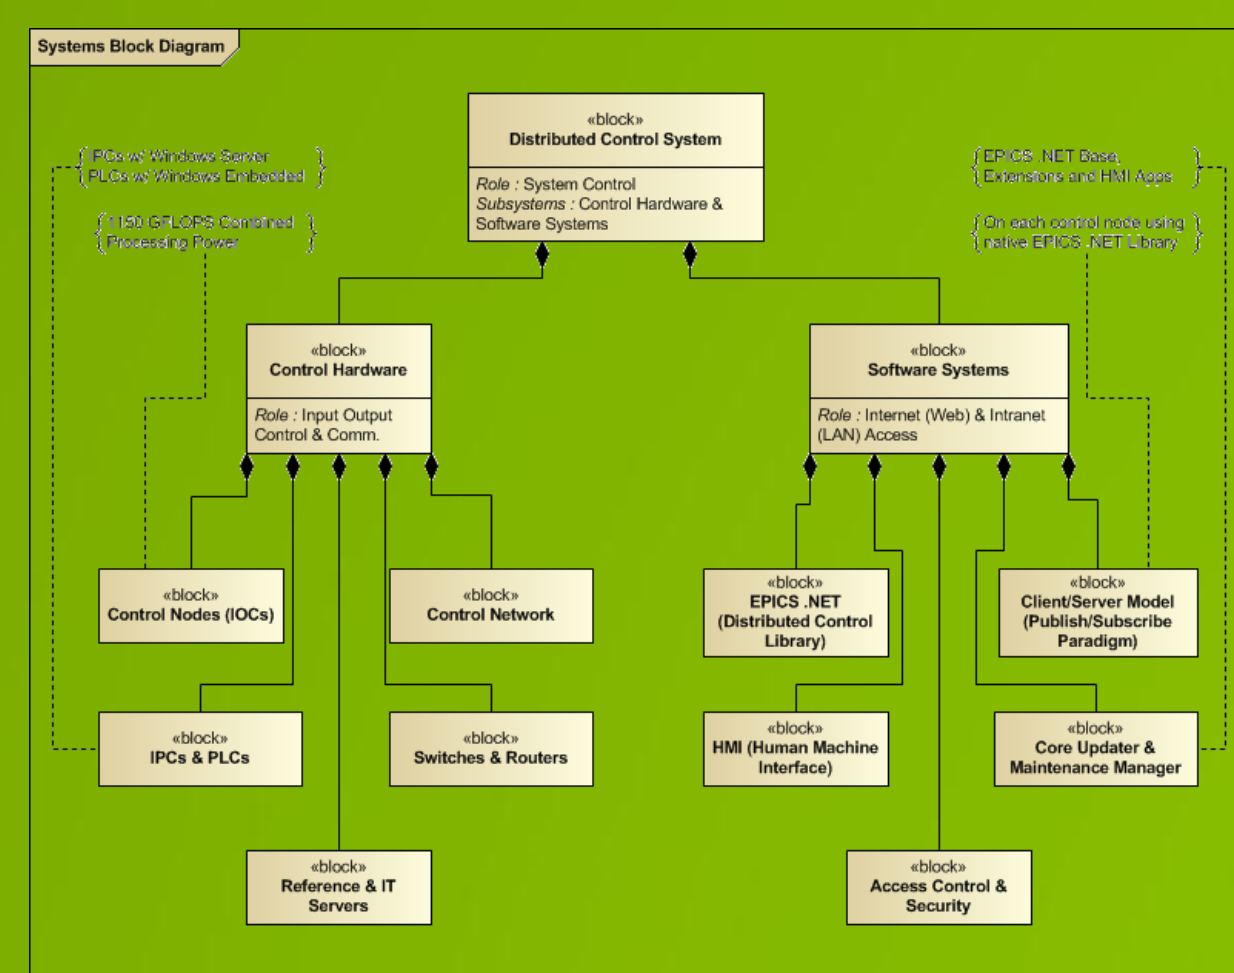 Systems Block Diagram
«block»
Distributed Control System
Role : System Control
Subsystems : Control Hardware &
Software Systems
IPCs w/ Windows Server
PLCs w/ Windows Embedded
1150 GFLOPS Combined
Processing Power
EPICS .NET Base,
Extensions and HMI Apps
On each control node using
native EPICS .NET Library
«block»
Control Hardware
Role : Input Output
Control & Comm.
«block»
Software Systems
Role : Internet (Web) & Intranet
(LAN) Access
«block»
Control Nodes (IOCs)
«block»
Control Network
«block»
EPICS .NET
(Distributed Control
Library)
«block»
Client/Server Model
(Publish/Subscribe
Paradigm)
«block»
IPCs & PLCs
«block»
Switches & Routers
«block»
HMI (Human Machine
Interface)
«block»
Core Updater &
Maintenance Manager
«block»
Reference & IT
Servers
«block»
Access Control &
Security